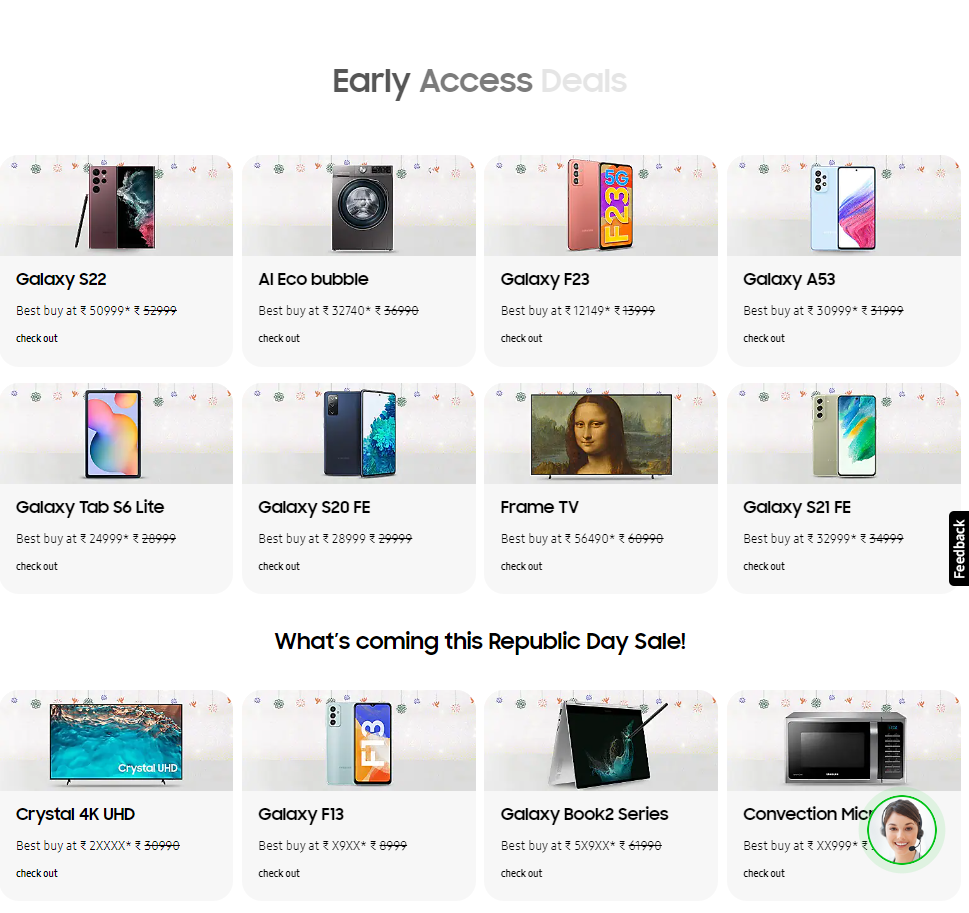 Early Access Deals
5G
F23
Galaxy S22
Best buy at ₹ 50999* ₹ 52999
check out
AI Eco bubble
Best buy at ₹ 32740* ₹ 36990
check out
Galaxy F23
Best buy at ₹ 12149* ₹ 13999
check out
Galaxy A53
Best buy at ₹ 30999* ₹ 31999
check out
Galaxy Tab S6 Lite
Best buy at ₹ 24999* ₹ 28999
check out
Galaxy S20 FE
Best buy at ₹ 28999 ₹ 29999
check out
Frame TV
Best buy at ₹ 56490* ₹ 60990
check out
Galaxy S21 FE
Best buy at ₹ 32999* ₹ 34999
check out
Feedback
What's coming this Republic Day Sale!
Crystal UHD
F13
SAMSUNG
Crystal 4K UHD
Best buy at ₹ 2XXXX* ₹ 30990
check out
Galaxy F13
Best buy at ₹ X9XX* ₹ 8999
check out
Galaxy Book2 Series
Best buy at ₹ 5X9XX* ₹ 61990
check out
Convection
Best buy at ₹ XX999* ₹
check out